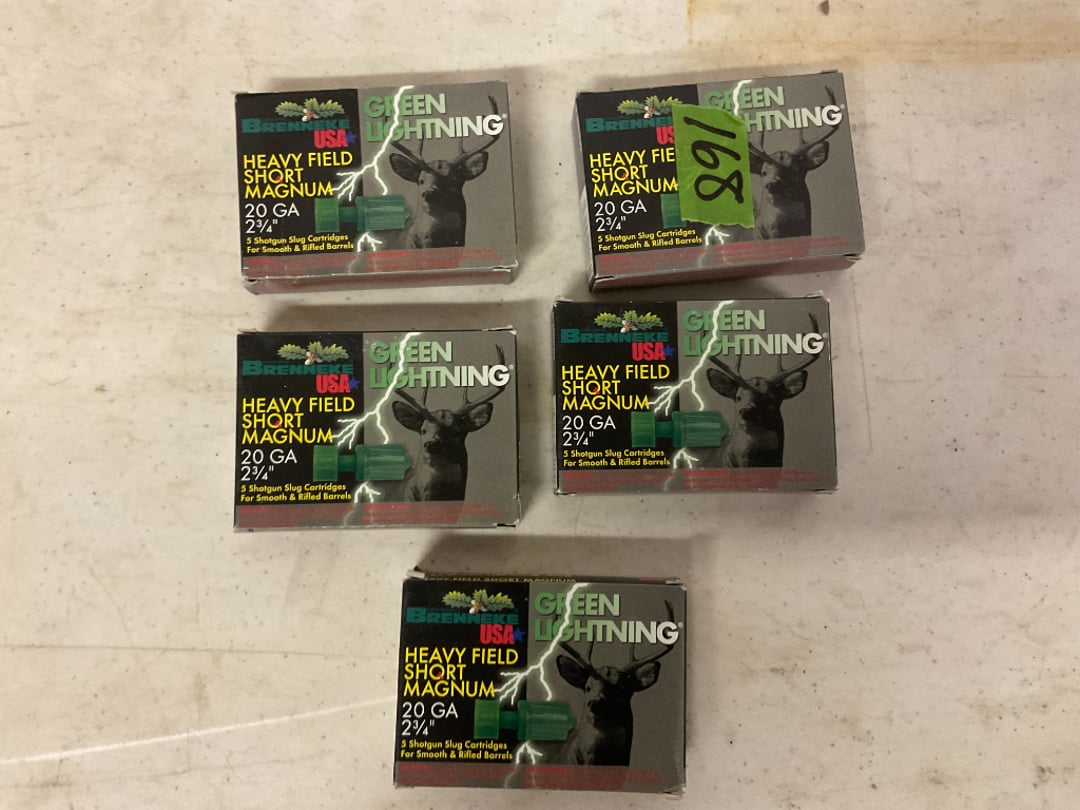 BRENNEKE
USA
GREEN
LIGHTNING®
HEAVY FIELD
SHORT
MAGNUM
20 GA
2¾"
5 Shotgun Slug Cartridges
For Smooth & Rifled Barrels
BRENNEKE
US
GREEN
LIGHTNING®
168
HEAVY FIE
SHORT
MAGNUM
20 GA
2¾"
5 Shotgun Slug Cartridges
For Smooth & Rifled Barrels
BRENNEKE
USA
GREEN
LIGHTNING®
HEAVY FIELD
SHORT
MAGNUM
20 GA
2¾"
5 Shotgun Slug Cartridges
For Smooth & Rifled Barrels
BRENNEKE
USA
GREEN
LIGHTNING®
HEAVY FIELD
SHORT
MAGNUM
20 GA
2¾"
5 Shotgun Slug Cartridges
For Smooth & Rifled Barrels
HEAVY FIELD SHORT MAGNUM
BRENNEKE
USA
GREEN
LIGHTNING®
HEAVY FIELD
SHORT
MAGNUM
20 GA
2¾"
5 Shotgun Slug Cartridges
For Smooth & Rifled Barrels